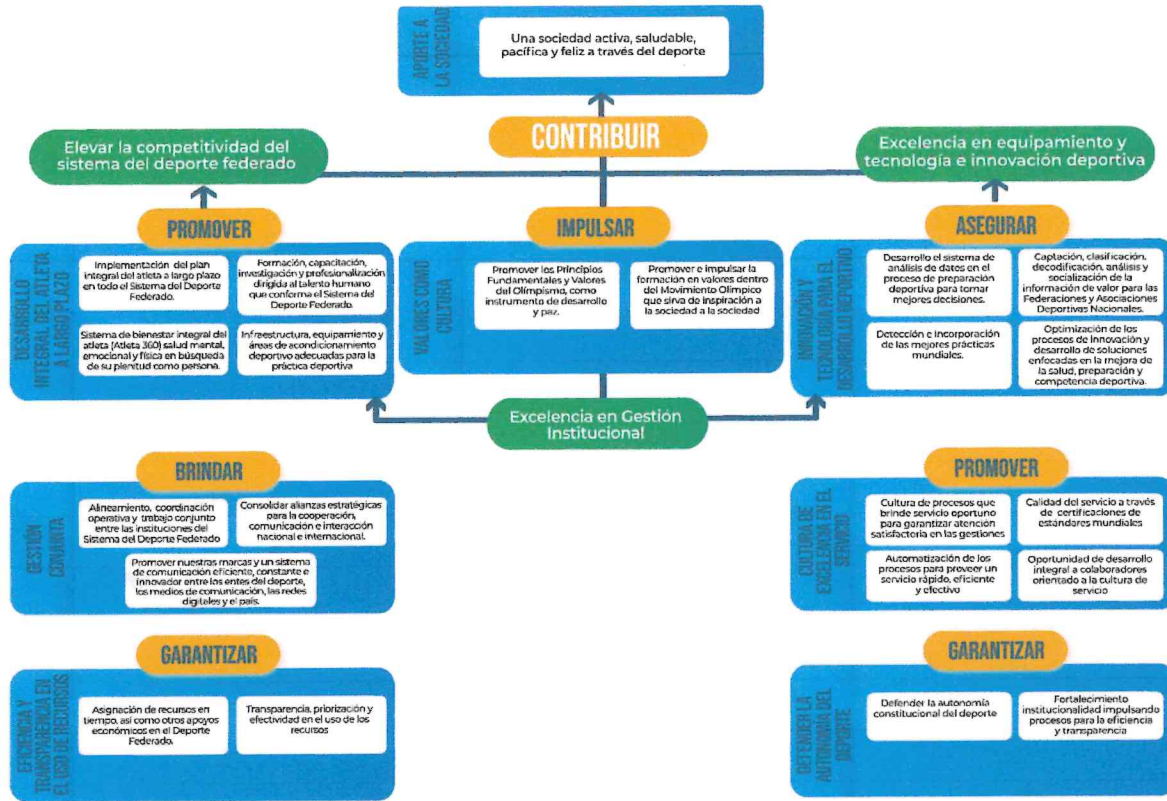 APORTE A
LA SOCIEDAD
Una sociedad activa, saludable,
pacífica y feliz a través del deporte
CONTRIBUIR
Elevar la competitividad del
sistema del deporte federado
Excelencia en equipamiento y
tecnología e innovación deportiva
PROMOVER
DESARROLLO
INTEGRAL DEL ATLETA
A LARGO PLAZO
Implementación del plan
integral del atleta a largo plazo
en todo el Sistema del Deporte
Federado.
Formación, capacitación,
investigación y profesionalización
dirigida al talento humano
que conforma el Sistema del
Deporte Federado.
Sistema de bienestar integral del
atleta (Atleta 360) salud mental,
emocional y física en búsqueda
de su plenitud como persona.
Infraestructura, equipamiento y
áreas de acondicionamiento
deportivo adecuadas para la
práctica deportiva
IMPULSAR
VALORES COMO
CULTURA
Promover los Principios
Fundamentales y Valores
del Olímpismo, como
instrumento de desarrollo
y paz.
Promover e impulsar la
formación en valores dentro
del Movimiento Olímpico
que sirva de inspiración a
la sociedad a la sociedad
ASEGURAR
INNOVACIÓN Y
TECNOLOGÍA PARA EL
DESARROLLO DEPORTIVO
Desarrollo el sistema de
análisis de datos en el
proceso de preparación
deportiva para tomar
mejores decisiones.
Captación, clasificación,
decodificación, análisis y
socialización de la
información de valor para las
Federaciones y Asociaciones
Deportivas Nacionales.
Detección e incorporación
de las mejores prácticas
mundiales.
Optimización de los
procesos de innovación y
desarrollo de soluciones
enfocadas en la mejora de
la salud, preparación y
competencia deportiva.
Excelencia en Gestión
Institucional
BRINDAR
GESTIÓN
CONJUNTA
Alineamiento, coordinación
operativa y trabajo conjunto
entre las instituciones del
Sistema del Deporte Federado
Consolidar alianzas estratégicas
para la cooperación,
comunicación e interacción
nacional e internacional.
Promover nuestras marcas y un sistema
de comunicación eficiente, constante e
innovador entre los entes del deporte,
los medios de comunicación, las redes
digitales y el país.
PROMOVER
CULTURA DE
EXCELENCIA EN EL
SERVICIO
Cultura de procesos que
brinde servicio oportuno
para garantizar atención
satisfactoria en las gestiones
Calidad del servicio a través
de certificaciones de
estándares mundiales
Automatización de los
procesos para proveer un
servicio rápido, eficiente
y efectivo
Oportunidad de desarrollo
integral a colaboradores
orientado a la cultura de
servicio
GARANTIZAR
EFICIENCIA Y
TRANSPARENCIA EN
EL USO DE RECURSOS
Asignación de recursos en
tiempo, así como otros apoyos
económicos en el Deporte
Federado.
Transparencia, priorización y
efectividad en el uso de los
recursos
GARANTIZAR
DEFENDER LA
AUTONOMÍA DEL
DEPORTE
Defender la autonomía
constitucional del deporte
Fortalecimiento
institucionalidad impulsando
procesos para la eficiencia
y transparencia